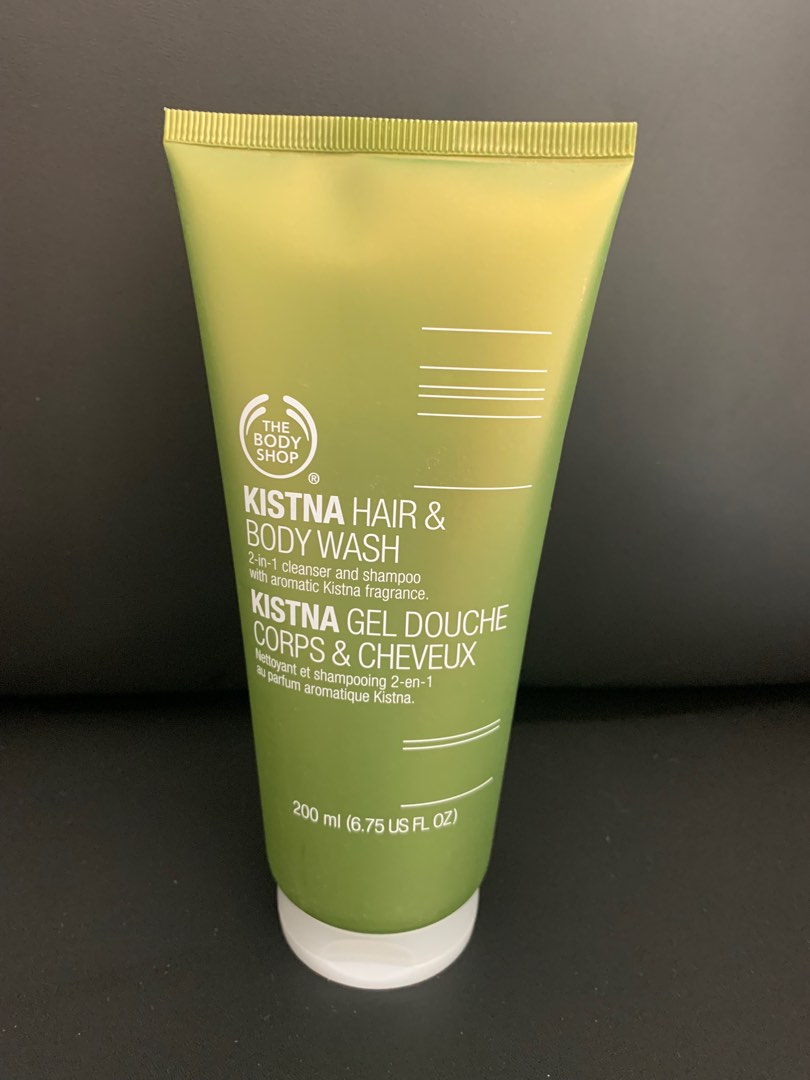 THE
BODY
SHOP
®
KISTNA HAIR &
BODY WASH
2-in-1 cleanser and shampoo
with aromatic Kistna fragrance.
KISTNA GEL DOUCHE
CORPS & CHEVEUX
Nettoyant et shampooing 2-en-1
au parfum aromatique Kistna.
200 ml (6.75 US FL OZ)